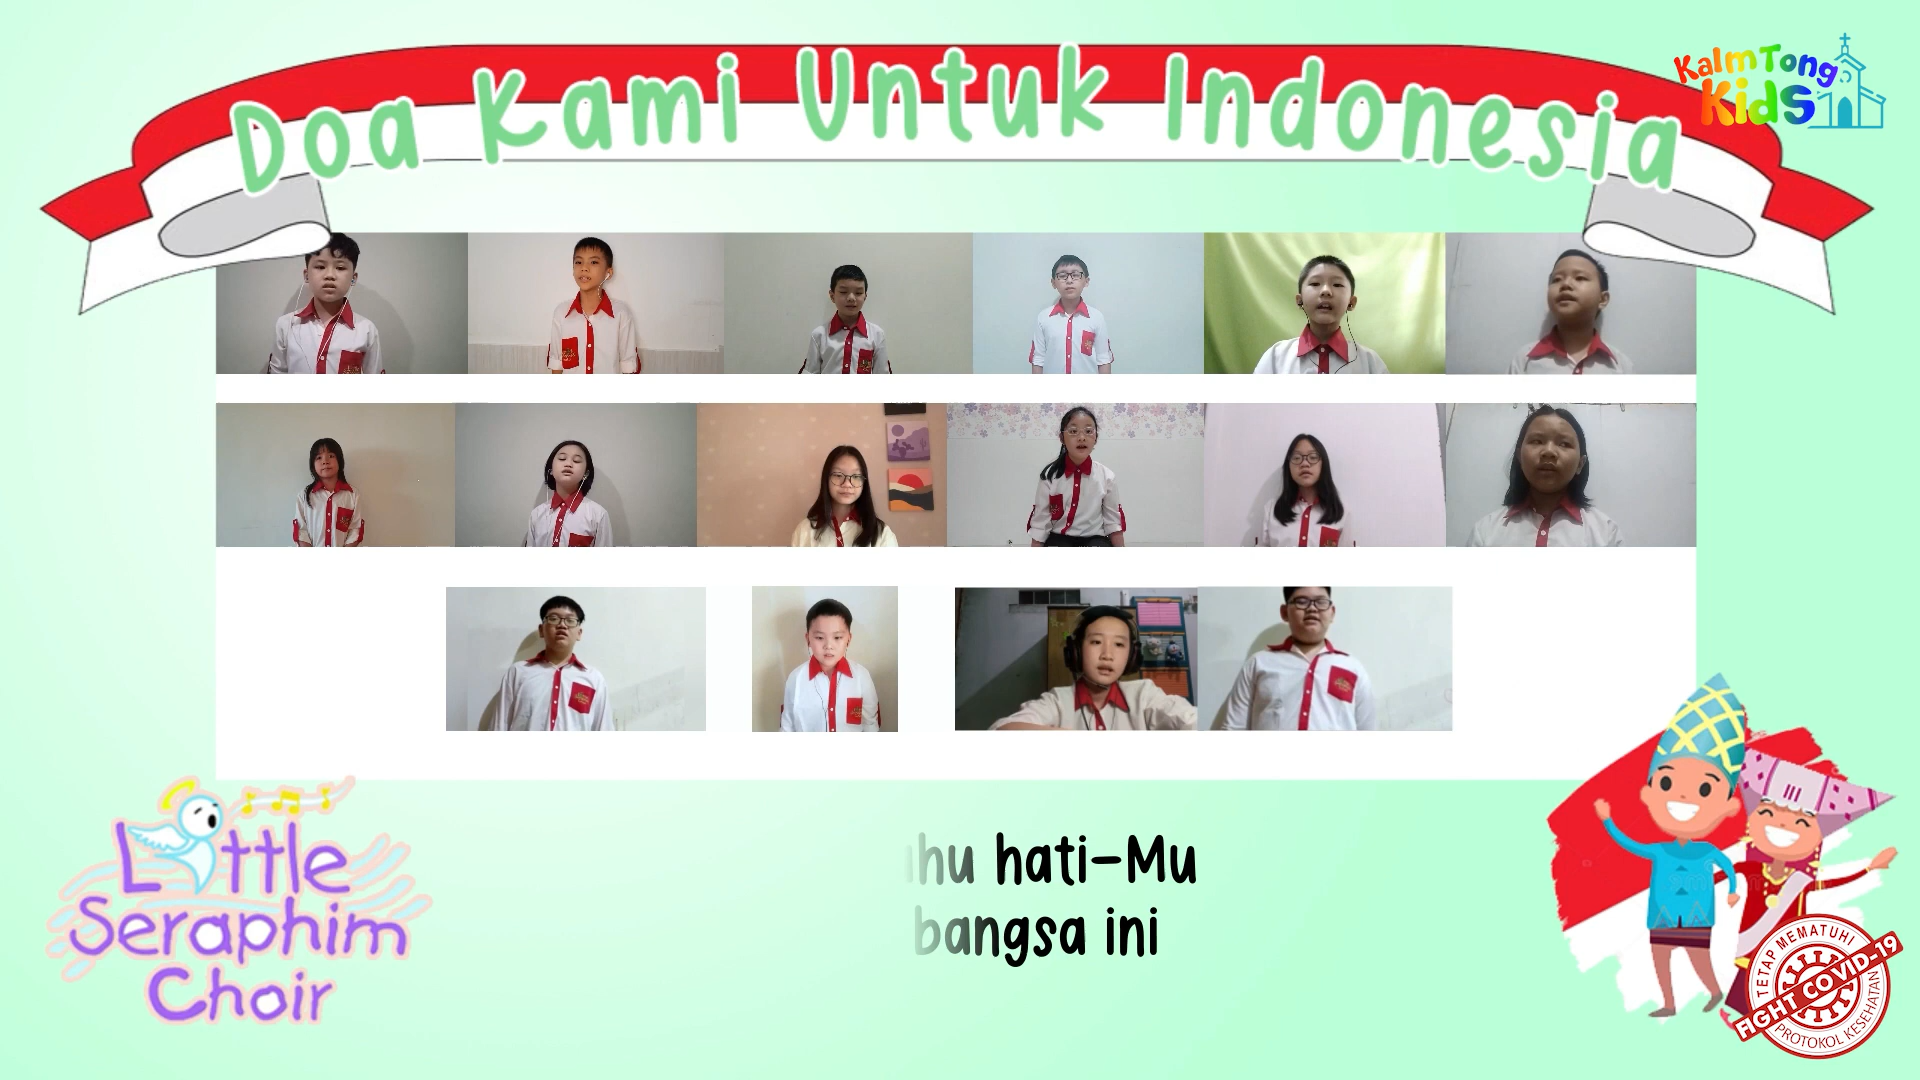 Doa Kami Untuk Indonesia
KalmTong
Kids
hu hati-Mu
bangsa ini
Little
Seraphim
Choir
TETAP MEMATUHI
FIGHT COVID-19
PROTOKOL KESEHATAN